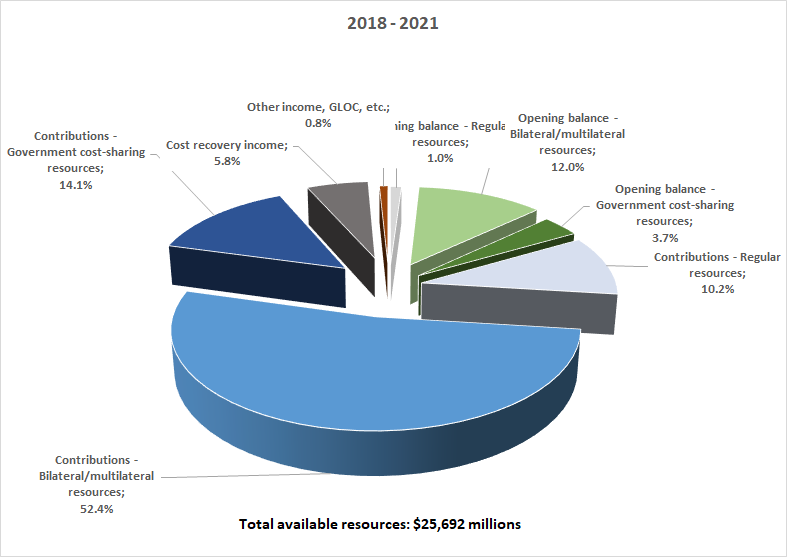 2018 - 2021
Other income, GLOC, etc.;
0.8%
ning balance - Regula
resources;
1.0%
Opening balance -
Bilateral/multilateral
resources;
12.0%
Contributions -
Government cost-sharing
resources;
14.1%
Cost recovery income;
5.8%
Opening balance -
Government cost-sharing
resources;
3.7%
Contributions - Regular
resources;
10.2%
Contributions -
Bilateral/multilateral
resources;
52.4%
Total available resources: $25,692 millions